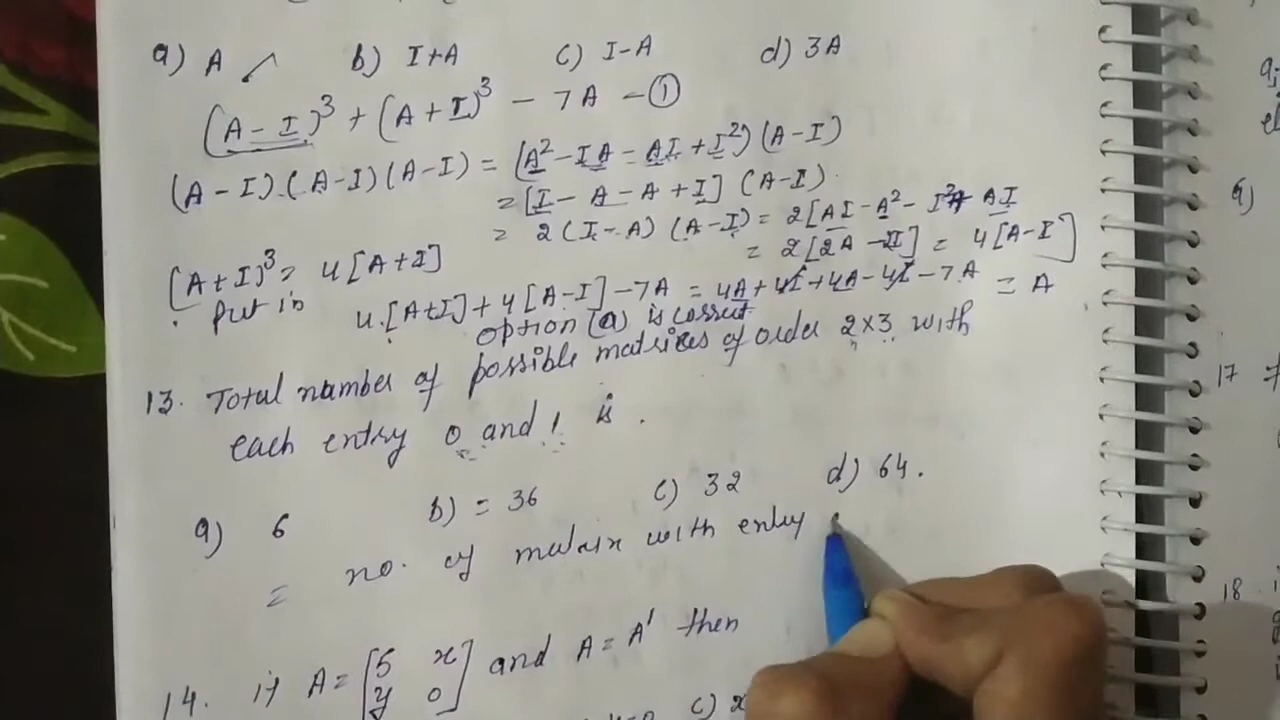 a) A ✓ b) I+A c) I-A d) 3A
(A-I)³ + (A+I)³ - 7A -①
(A-I).(A-I)(A-I) = (A²-IA-AI+I²)(A-I)
= [I-A-A+I] (A-I)
= 2(I-A) (A-I) = 2[AI-A²-I²+AI
= 2[2A-2I] = 4[A-I]
(A+I)³= 4[A+I]
Put in 4.[A+I]+4[A-I]-7A = 4A+4I+4A-4I-7A = A
option (a) is correct
13. Total number of possible matrices of order 2×3 with
each entry 0 and 1 is.
a) 6 b) = 36 c) 32 d) 64.
= no. of matrix with entry
14. if A= [5 x
y 0] and A=A' then
c)
17
18